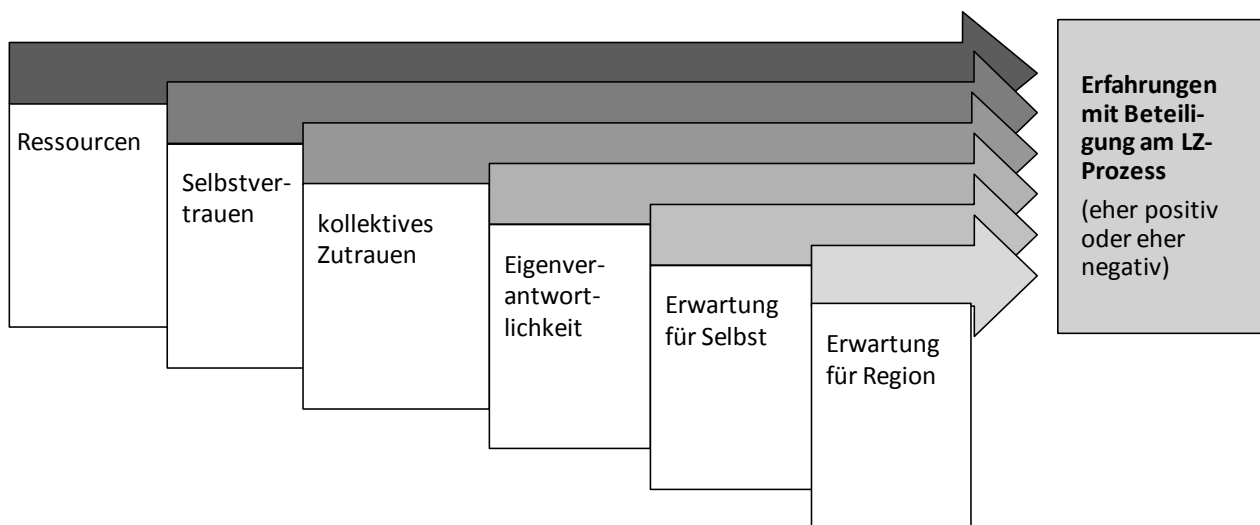 Ressourcen
Selbstver-
trauen
kollektives
Zutrauen
Eigenver-
antwort-
lichkeit
Erwartung
für Selbst
Erwartung
für Region
Erfahrungen
mit Beteili-
gung am LZ-
Prozess
(eher positiv
oder eher
negativ)